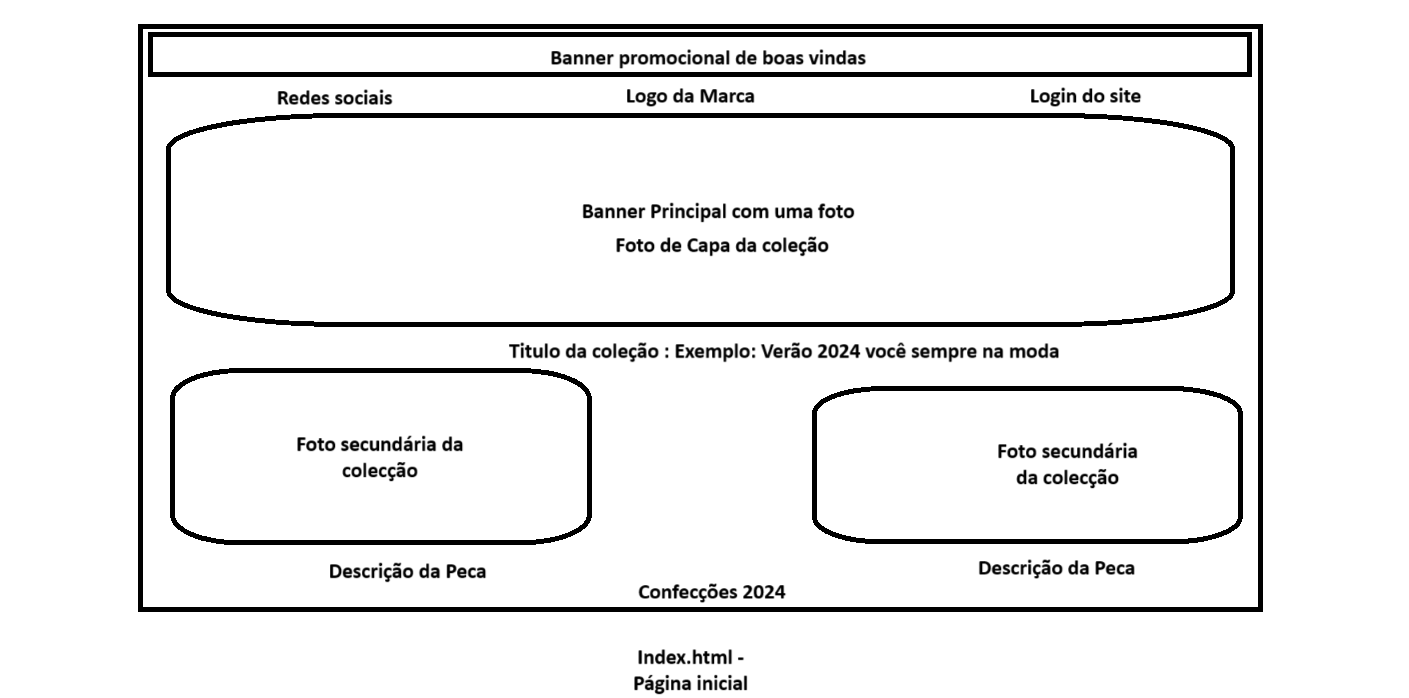 Banner promocional de boas vindas
Redes sociais
Logo da Marca
Login do site
Banner Principal com uma foto
Foto de Capa da coleção
Titulo da coleção : Exemplo: Verão 2024 você sempre na moda
Foto secundária da
colecção
Foto secundária
da colecção
Descrição da Peca
Descrição da Peca
Confecções 2024
Index.html -
Página inicial